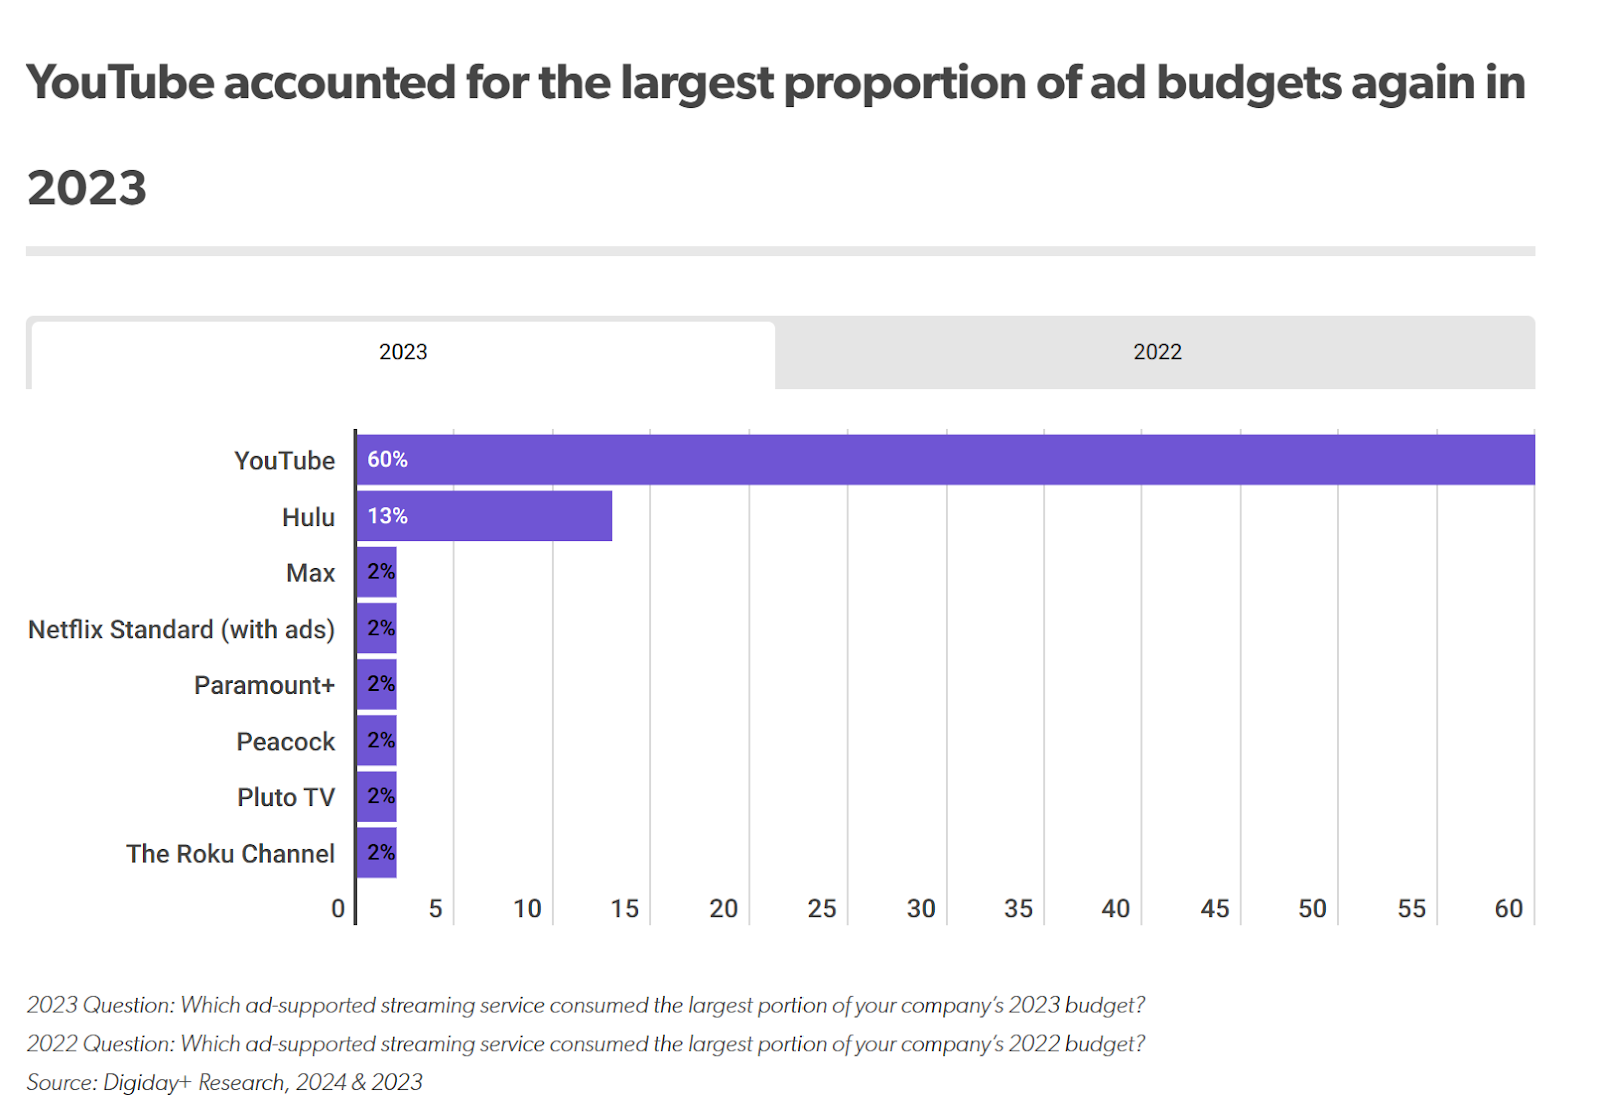 YouTube accounted for the largest proportion of ad budgets again in
2023
2023
2022
YouTube 60%
Hulu 13%
Max 2%
Netflix Standard (with ads) 2%
Paramount+ 2%
Peacock 2%
Pluto TV 2%
The Roku Channel 2%
0 5 10 15 20 25 30 35 40 45 50 55 60
2023 Question: Which ad-supported streaming service consumed the largest portion of your company's 2023 budget?
2022 Question: Which ad-supported streaming service consumed the largest portion of your company's 2022 budget?
Source: Digiday+ Research, 2024 & 2023